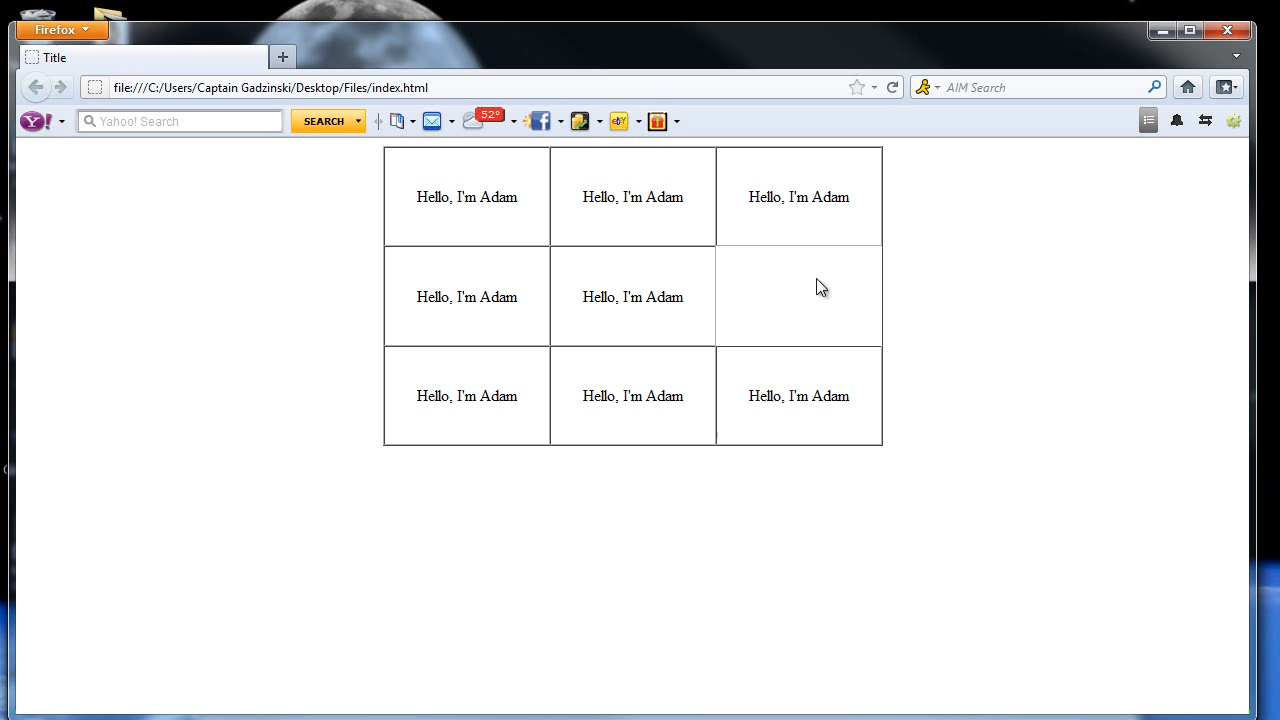 Firefox
Title
file:///C:/Users/Captain Gadzinski/Desktop/Files/index.html
AIM Search
Y!
Yahoo! Search
SEARCH
52°
f
ebY
Hello, I'm Adam
Hello, I'm Adam
Hello, I'm Adam
Hello, I'm Adam
Hello, I'm Adam
Hello, I'm Adam
Hello, I'm Adam
Hello, I'm Adam